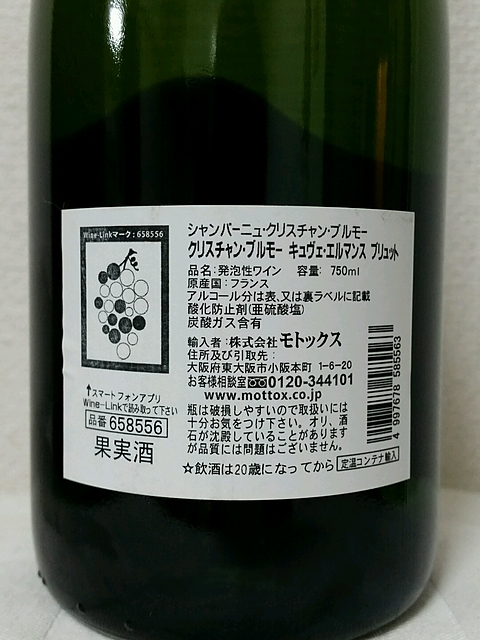 Wine-Linkマーク:658556
↑スマートフォンアプリ
Wine-Linkで読み取って下さい
品番 658556
果実酒
シャンパーニュ・クリスチャン・ブルモー
クリスチャン・ブルモー キュヴェ・エルマンス ブリュット
品名:発泡性ワイン 容量: 750ml
原産国:フランス
アルコール分は表、又は裏ラベルに記載
酸化防止剤(亜硫酸塩)
炭酸ガス含有
輸入者:株式会社 モトックス
住所及び引取先:
大阪府東大阪市小阪本町 1-6-20
お客様相談室 0120-344101
www.mottox.co.jp
瓶は破損しやすいので取扱いには
十分お気をつけ下さい。オリ、酒
石が沈殿していることがあります
が品質には問題はございません。
☆飲酒は20歳になってから 定温コンテナ輸入
4 997678 585563